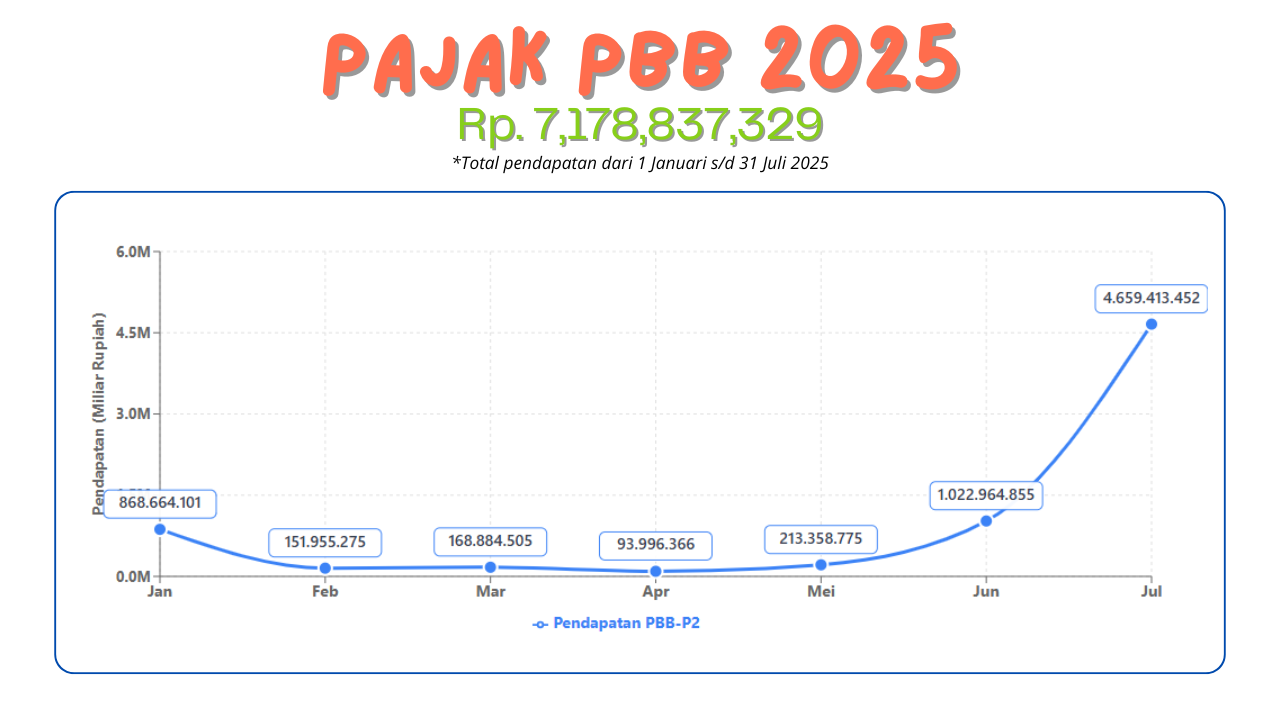 PAJAK PBB 2025
Rp. 7,178,837,329
*Total pendapatan dari 1 Januari s/d 31 Juli 2025
6.0M
4.5M
3.0M
0.0M
Pendapatan (Miliar Rupiah)
868.664.101
151.955.275
168.884.505
93.996.366
213.358.775
1.022.964.855
4.659.413.452
Jan Feb Mar Apr Mei Jun Jul
Pendapatan PBB-P2